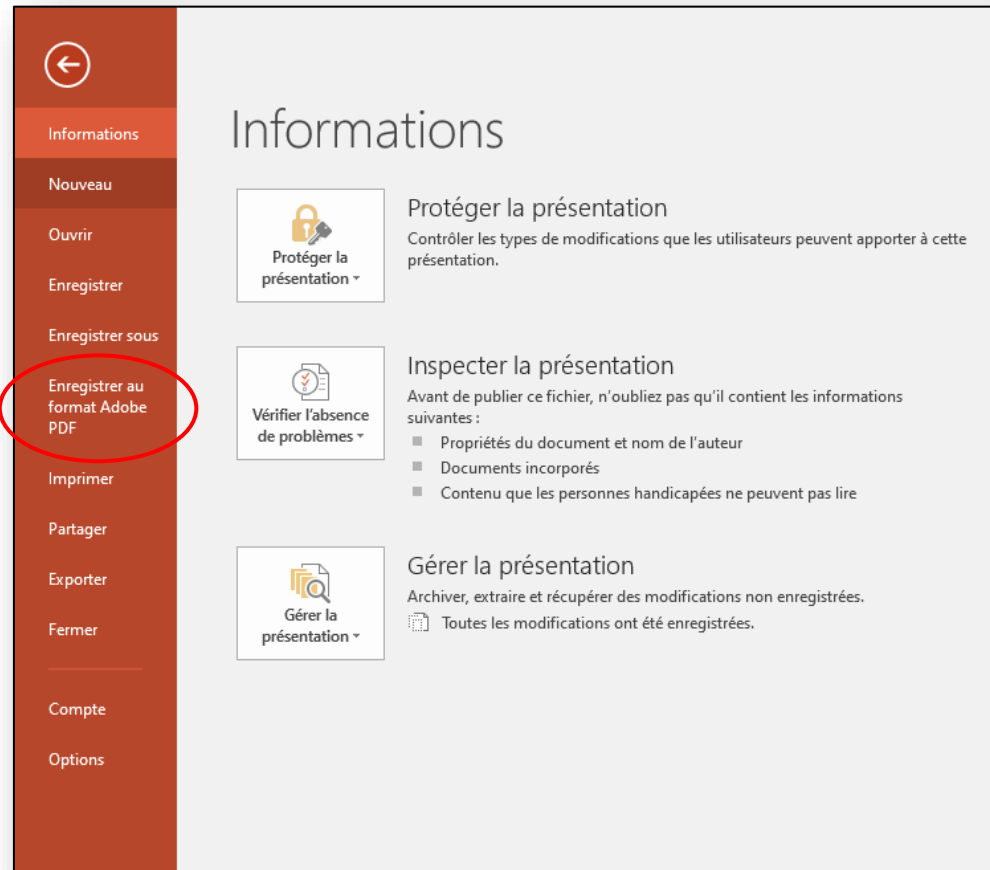 Informations
Nouveau
Ouvrir
Enregistrer
Enregistrer sous
Enregistrer au
format Adobe
PDF
Imprimer
Partager
Exporter
Fermer
Compte
Options
Informations
Protéger la
présentation
Protéger la présentation
Contrôler les types de modifications que les utilisateurs peuvent apporter à cette
présentation.
Vérifier l'absence
de problèmes
Inspecter la présentation
Avant de publier ce fichier, n'oubliez pas qu'il contient les informations
suivantes :
Propriétés du document et nom de l'auteur
Documents incorporés
Contenu que les personnes handicapées ne peuvent pas lire
Gérer la
présentation
Gérer la présentation
Archiver, extraire et récupérer des modifications non enregistrées.
Toutes les modifications ont été enregistrées.